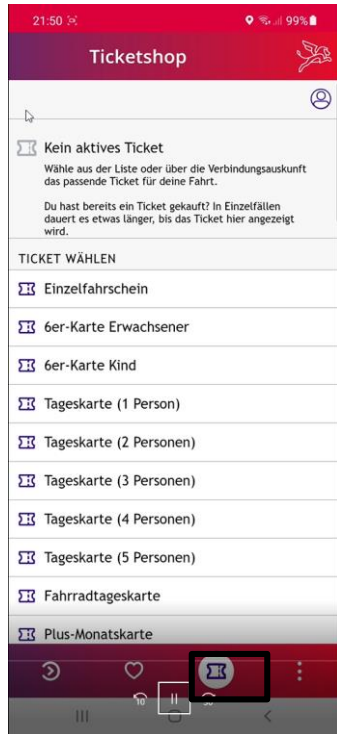 21:50 99%
Ticketshop
Kein aktives Ticket
Wähle aus der Liste oder über die Verbindungsauskunft
das passende Ticket für deine Fahrt.
Du hast bereits ein Ticket gekauft? In Einzelfällen
dauert es etwas länger, bis das Ticket hier angezeigt
wird.
TICKET WÄHLEN
Einzelfahrschein
6er-Karte Erwachsener
6er-Karte Kind
Tageskarte (1 Person)
Tageskarte (2 Personen)
Tageskarte (3 Personen)
Tageskarte (4 Personen)
Tageskarte (5 Personen)
Fahrradtageskarte
Plus-Monatskarte
10 30